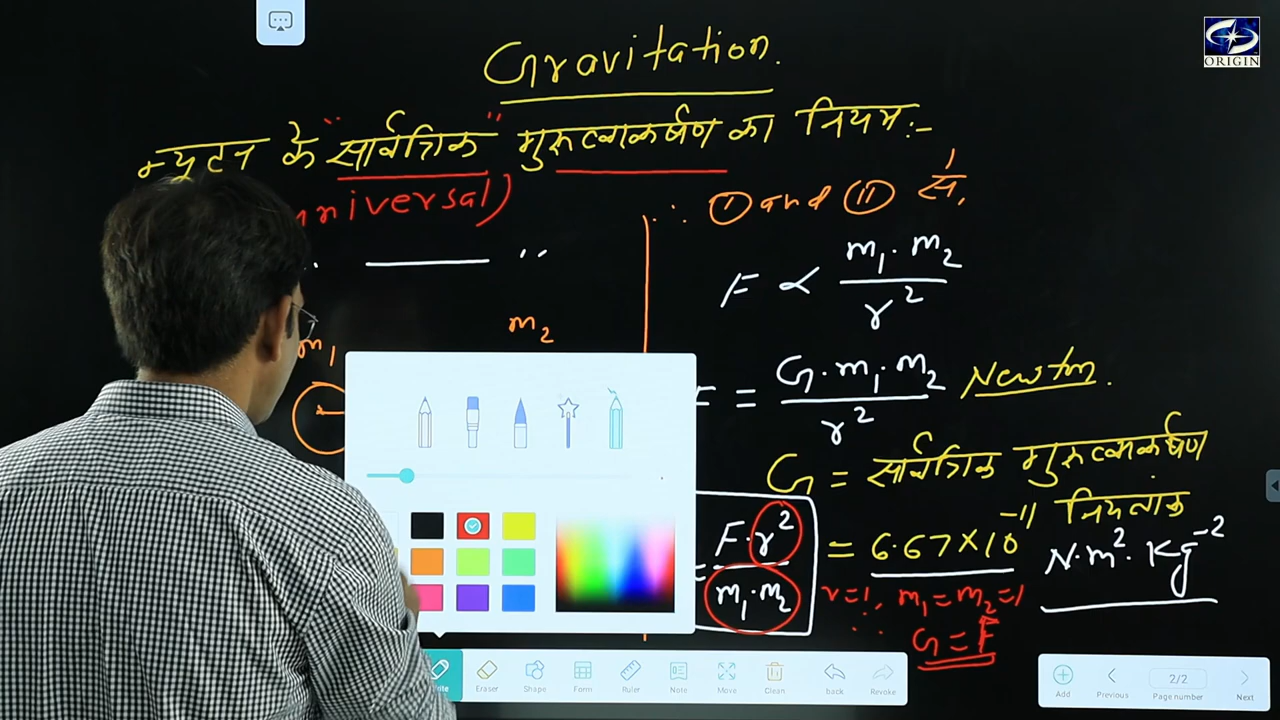 ORIGIN
Gravitation.
न्यूटन के "सार्वत्रिक" गुरुत्वाकर्षण का नियम:-
niversal)
∴ Ⓘ and Ⓘ Ⓘ से,
F ∝ m₁·m₂ / r²
m₁
m₂
F = G·m₁·m₂ / r² Newton.
G = सार्वत्रिक गुरुत्वाकर्षण
नियतांक
= F·r² / m₁·m₂ = 6.67×10⁻¹¹ N·m²·Kg⁻²
r=1, m₁=m₂=1
∴ G=F
Eraser Shape Form Ruler Note Move Clean back Revoke
Add Previous 2/2 Page number Next